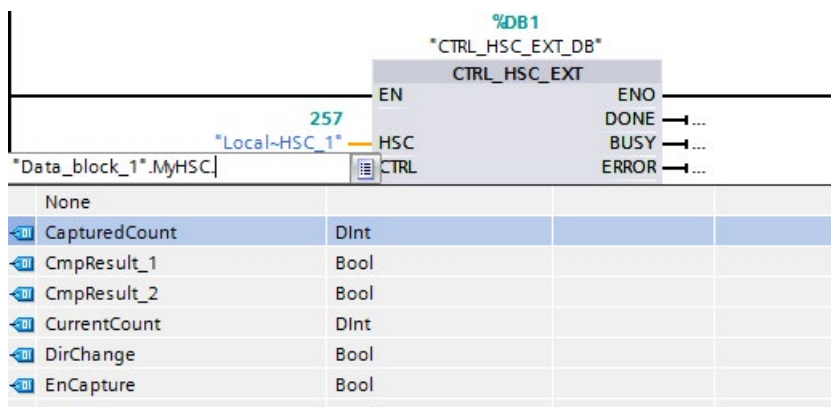 %DB1
"CTRL_HSC_EXT_DB"
CTRL_HSC_EXT
EN ENO
257 DONE ...
"Local~HSC_1" HSC BUSY ...
"Data_block_1".MyHSC. CTRL ERROR ...
None
CapturedCount DInt
CmpResult_1 Bool
CmpResult_2 Bool
CurrentCount DInt
DirChange Bool
EnCapture Bool